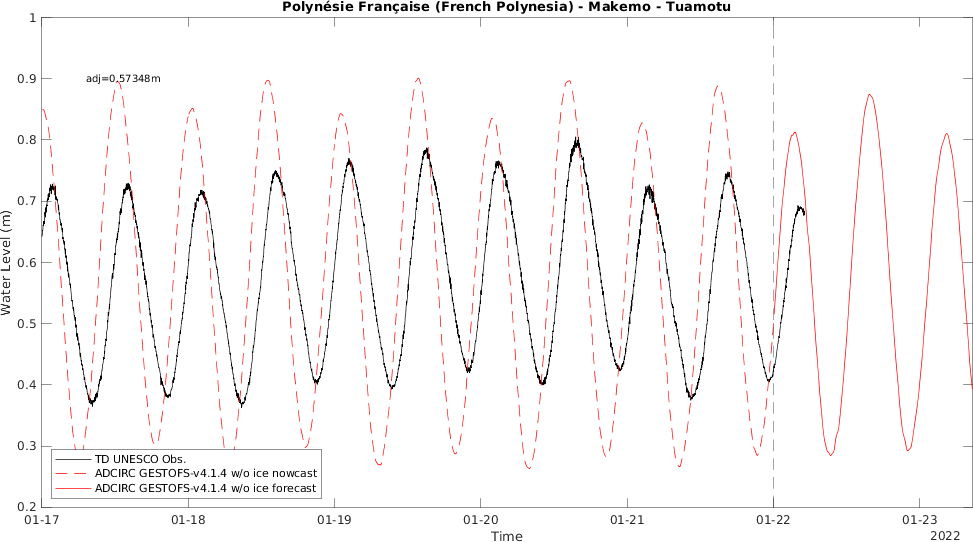 Polynésie Française (French Polynesia) - Makemo - Tuamotu
1
0.9
0.8
0.7
0.6
0.5
0.4
0.3
0.2
Water Level (m)
adj=0.57348m
TD UNESCO Obs.
ADCIRC GESTOFS-v4.1.4 w/o ice nowcast
ADCIRC GESTOFS-v4.1.4 w/o ice forecast
01-17 01-18 01-19 01-20 01-21 01-22 01-23
Time
2022